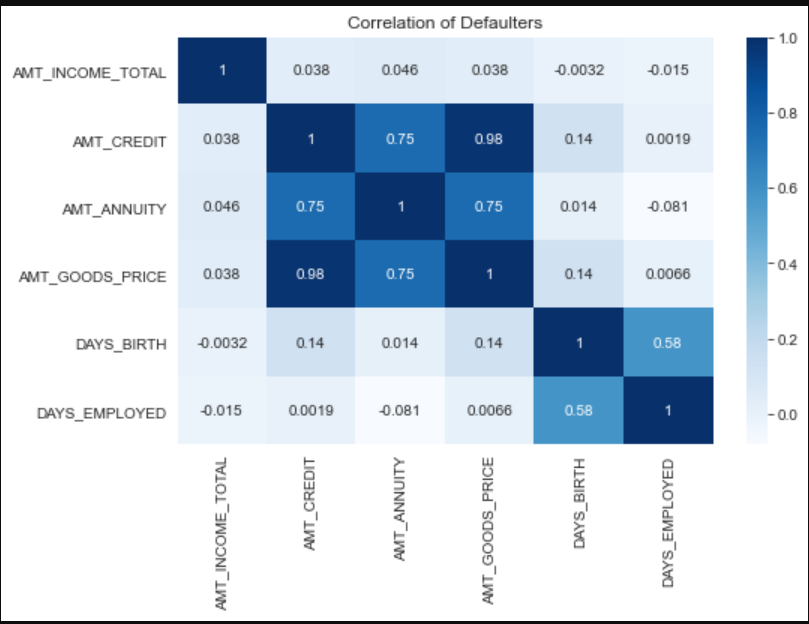 Correlation of Defaulters
AMT_INCOME_TOTAL 1 0.038 0.046 0.038 -0.0032 -0.015
AMT_CREDIT 0.038 1 0.75 0.98 0.14 0.0019
AMT_ANNUITY 0.046 0.75 1 0.75 0.014 -0.081
AMT_GOODS_PRICE 0.038 0.98 0.75 1 0.14 0.0066
DAYS_BIRTH -0.0032 0.14 0.014 0.14 1 0.58
DAYS_EMPLOYED -0.015 0.0019 -0.081 0.0066 0.58 1
AMT_INCOME_TOTAL
AMT_CREDIT
AMT_ANNUITY
AMT_GOODS_PRICE
DAYS_BIRTH
DAYS_EMPLOYED
1.0
0.8
0.6
0.4
0.2
0.0